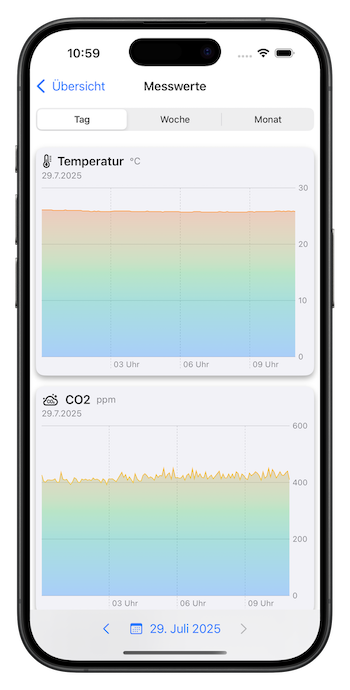 10:59
Übersicht Messwerte
Tag Woche Monat
Temperatur °C
29.7.2025
30
20
10
0
03 Uhr 06 Uhr 09 Uhr
CO2 CO2 ppm
29.7.2025
600
400
200
0
03 Uhr 06 Uhr 09 Uhr
29. Juli 2025